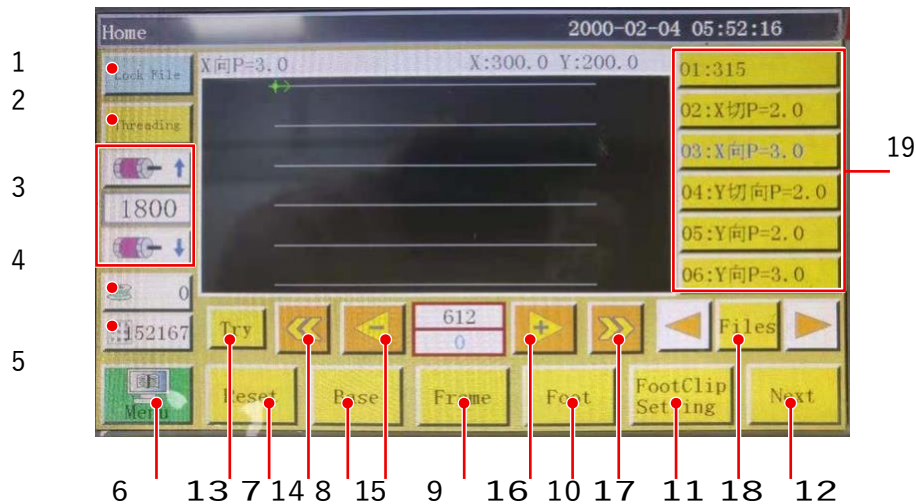 Home 2000-02-04 05:52:16
1
Lock File
X向P=3.0 X:300.0 Y:200.0
01:315
2
Threading
02:X切P=2.0
03:X向P=3.0
19
3
1800
04:Y切向P=2.0
05:Y向P=2.0
4
06:Y向P=3.0
0
152167
Try
612
0
Files
5
Menu
Reset
Base
Frame
Foot
FootClip
Setting
Next
6 13 7 14 8 15 9 16 10 17 11 18 12